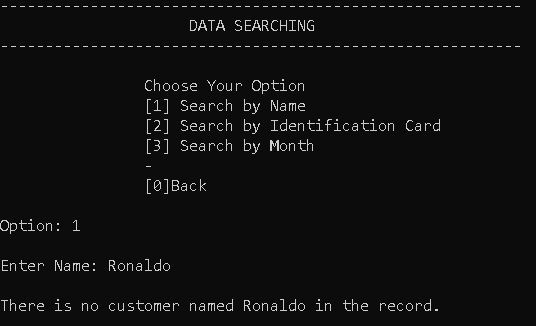 ----------------------------------------------------------
DATA SEARCHING
----------------------------------------------------------
Choose Your Option
[1] Search by Name
[2] Search by Identification Card
[3] Search by Month
-
[0]Back
Option: 1
Enter Name: Ronaldo
There is no customer named Ronaldo in the record.